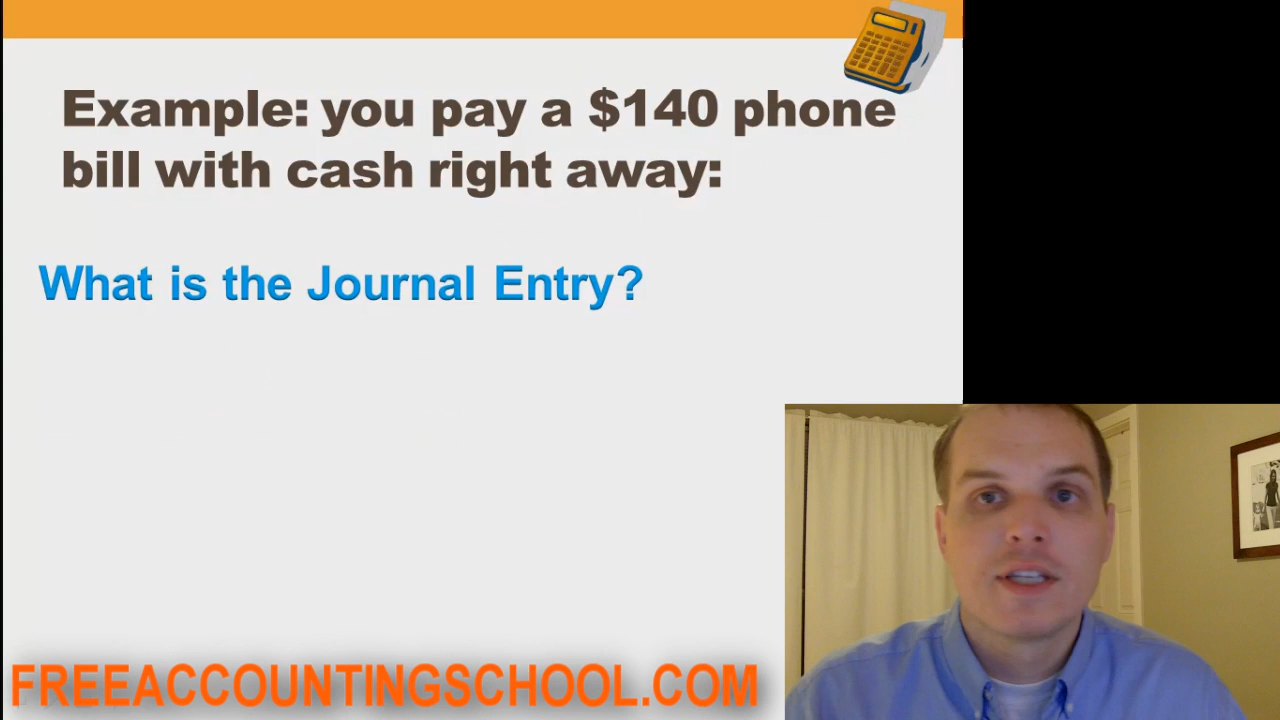 Example: you pay a $140 phone
bill with cash right away:
What is the Journal Entry?
FREEACCOUNTINGSCHOOL.COM